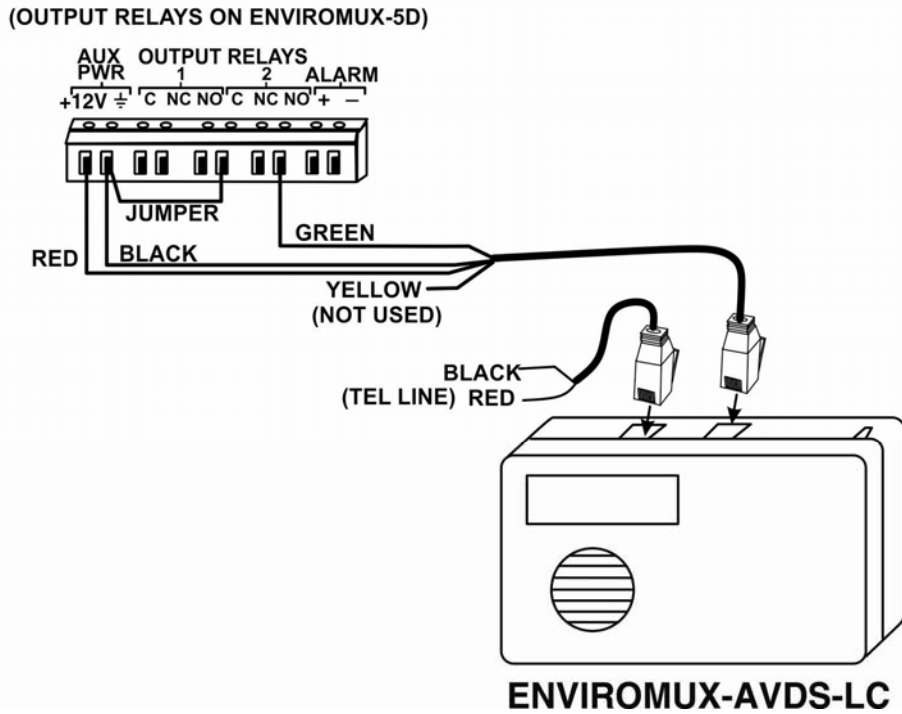 (OUTPUT RELAYS ON ENVIROMUX-5D)
AUX PWR
OUTPUT RELAYS
1 2
ALARM
+12V ⏚ C NC NO C NC NO + −
JUMPER
GREEN
RED
BLACK
YELLOW
(NOT USED)
BLACK
(TEL LINE) RED
ENVIROMUX-AVDS-LC